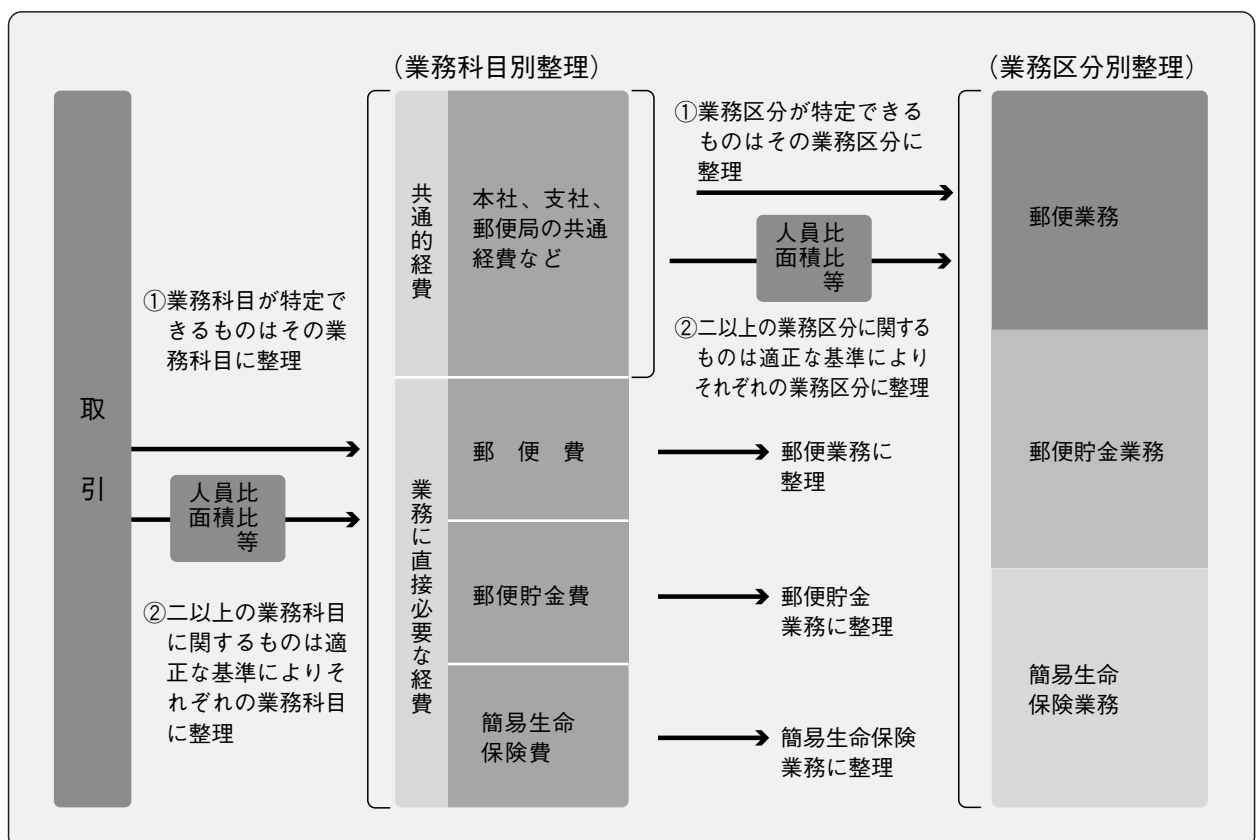 （業務科目別整理）
（業務区分別整理）
取引
①業務科目が特定で
きるものはその業
務科目に整理
人員比
面積比
等
②二以上の業務科目
に関するものは適
正な基準によりそ
れぞれの業務科目
に整理
共通的経費
本社、支社、
郵便局の共通
経費など
業務に直接必要な経費
郵便費
郵便貯金費
簡易生命
保険費
①業務区分が特定できる
ものはその業務区分に
整理
人員比
面積比
等
②二以上の業務区分に関する
ものは適正な基準により
それぞれの業務区分に整理
郵便業務に
整理
郵便貯金
業務に整理
簡易生命保険
業務に整理
郵便業務
郵便貯金業務
簡易生命
保険業務